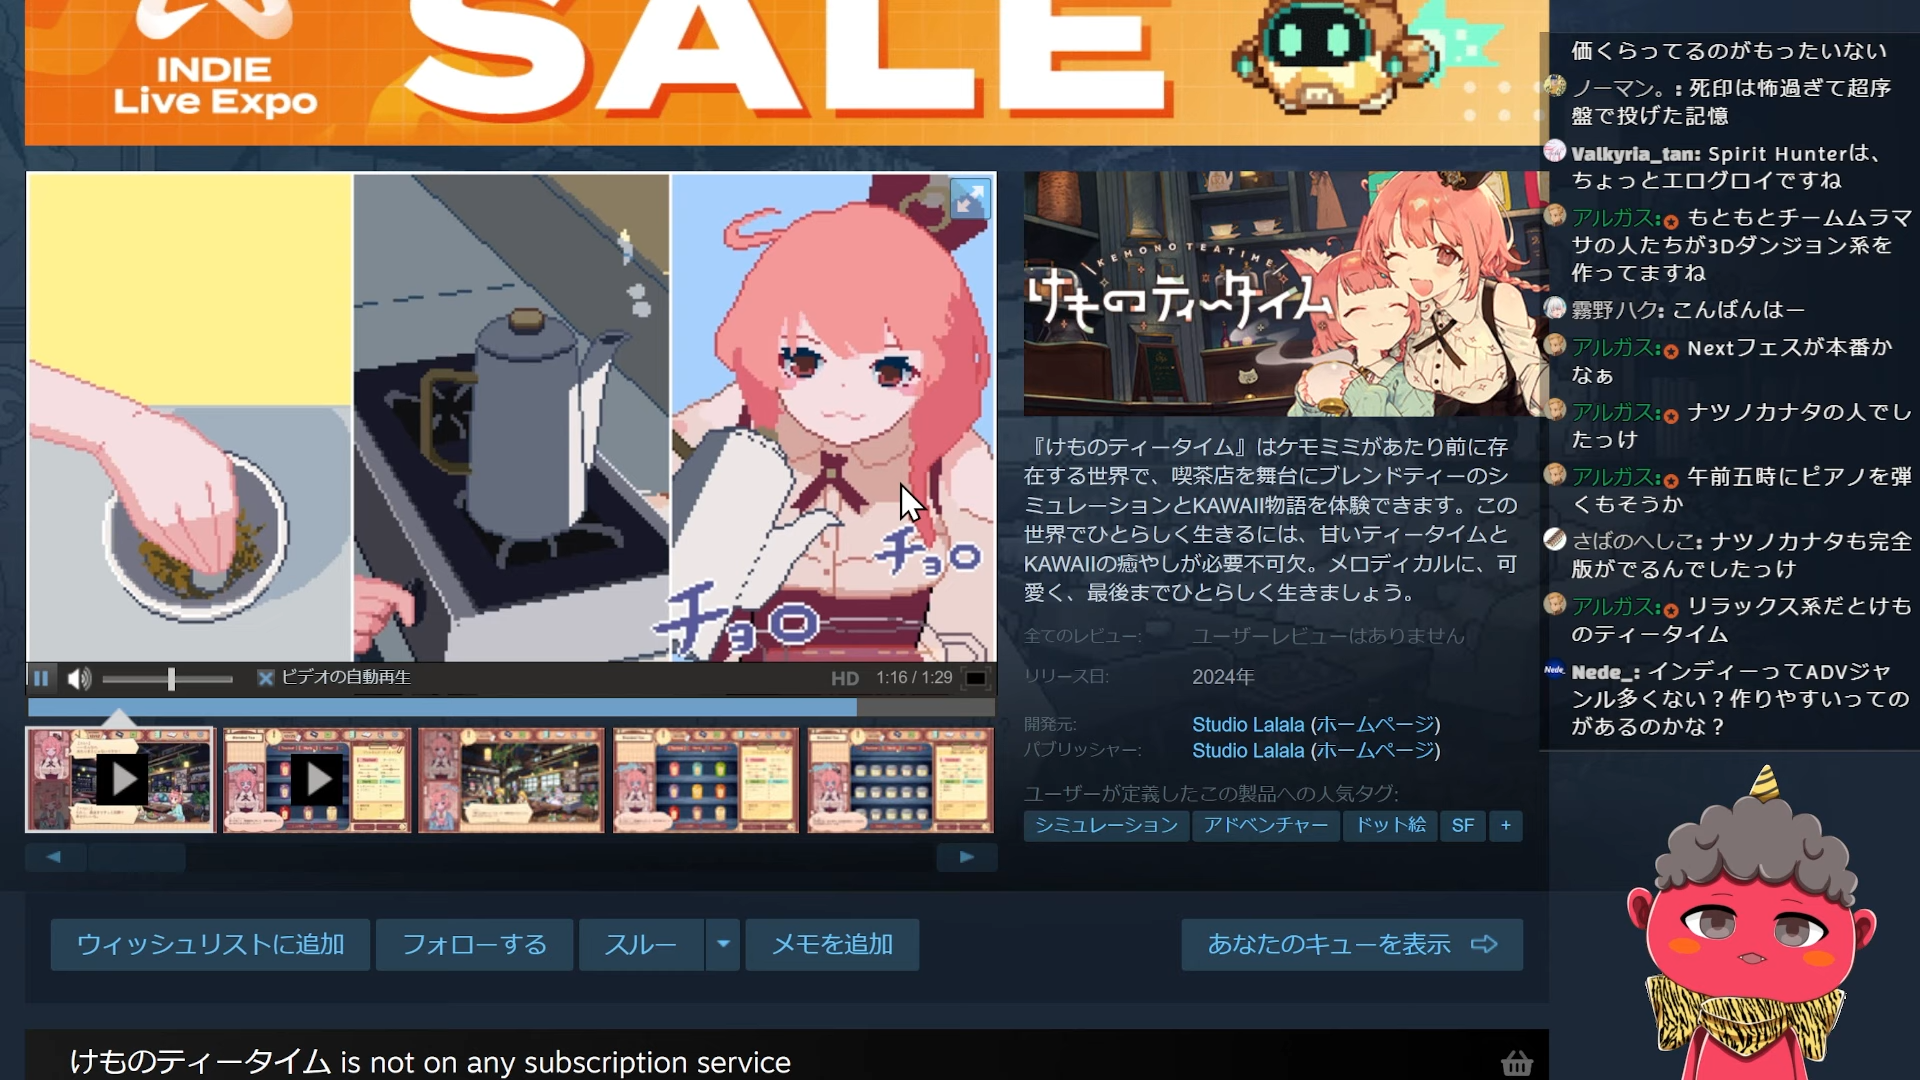 SALE
INDIE
Live Expo
チョロ
チョロ
ビデオの自動再生
HD 1:16 / 1:29
KEMONO TEATIME
けものティータイム
『けものティータイム』はケモミミがあたり前に存
在する世界で、喫茶店を舞台にブレンドティーのシ
ミュレーションとKAWAII物語を体験できます。この
世界でひとらしく生きるには、甘いティータイムと
KAWAIIの癒やしが必要不可欠。メロディカルに、可
愛く、最後までひとらしく生きましょう。
全てのレビュー: ユーザーレビューはありません
リリース日: 2024年
開発元: Studio Lalala (ホームページ)
パブリッシャー: Studio Lalala (ホームページ)
ユーザーが定義したこの製品への人気タグ:
シミュレーション アドベンチャー ドット絵 SF +
ウィッシュリストに追加 フォローする スルー メモを追加 あなたのキューを表示
けものティータイム is not on any subscription service
価くらってるのがもったいない
ノーマン。: 死印は怖過ぎて超序
盤で投げた記憶
Valkyria_tan: Spirit Hunterは、
ちょっとエログロイですね
アルガス: もともとチームムラマ
サの人たちが3Dダンジョン系を
作ってますね
霧野ハク: こんばんはー
アルガス: Nextフェスが本番か
なぁ
アルガス: ナツノカナタの人でし
たっけ
アルガス: 午前五時にピアノを弾
くもそうか
さばのへしこ: ナツノカナタも完全
版がでるんでしたっけ
アルガス: リラックス系だとけも
のティータイム
Nede_: インディーってADVジャ
ンル多くない？作りやすいっての
があるのかな？